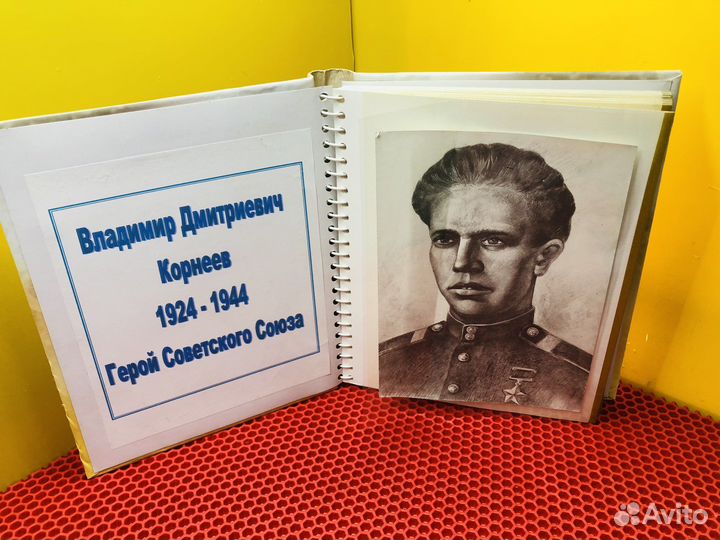 Владимир Дмитриевич
Корнеев
1924 - 1944
Герой Советского Союза
Avito